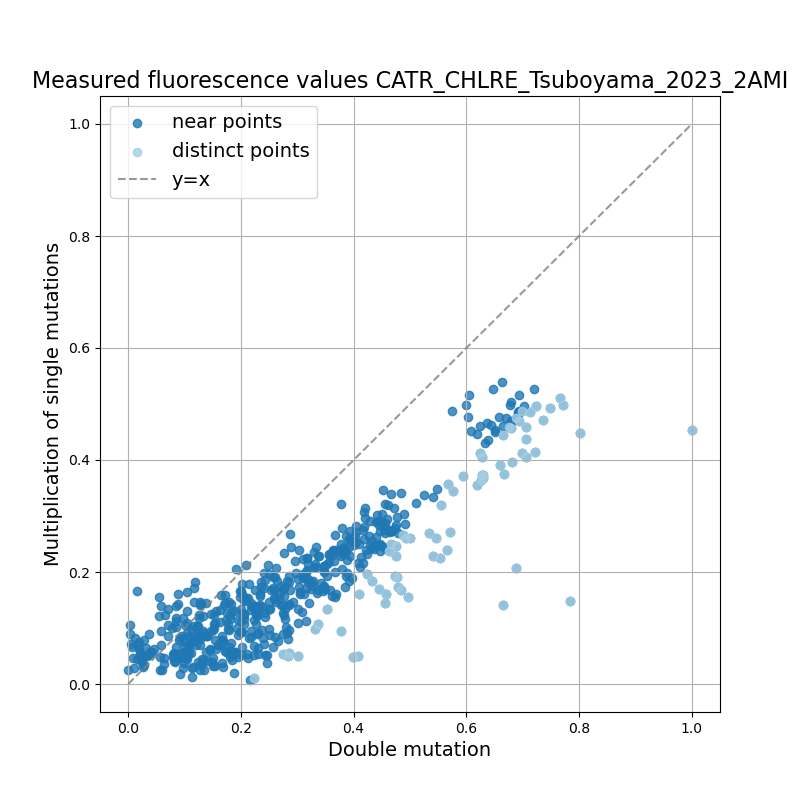 Measured fluorescence values CATR_CHLRE_Tsuboyama_2023_2AMI
near points
distinct points
y=x
Multiplication of single mutations
1.0
0.8
0.6
0.4
0.2
0.0
0.0 0.2 0.4 0.6 0.8 1.0
Double mutation